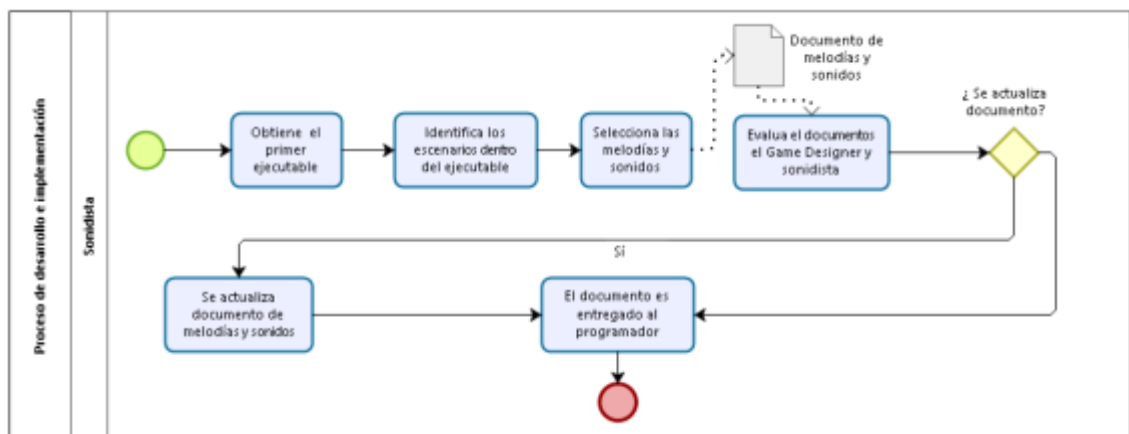 Proceso de desarrollo e implementación
Sonidista
Obtiene el
primer
ejecutable
Identifica los
escenarios dentro
del ejecutable
Selecciona las
melodías y
sonidos
Documento de
melodías y
sonidos
Evalua el documentos
el Game Designer y
sonidista
¿ Se actualiza
documento?
Sí
Se actualiza
documento de
melodías y sonidos
El documento es
entregado al
programador